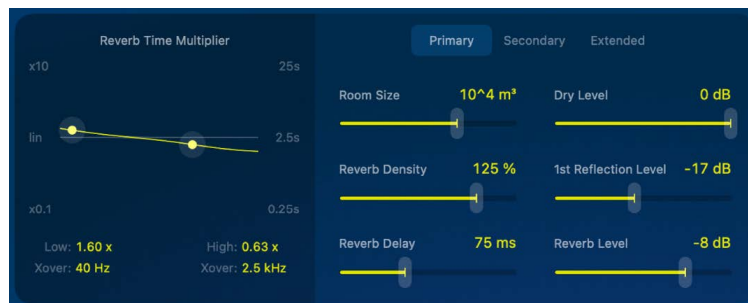 Reverb Time Multiplier
x10 25s
lin 2.5s
x0.1 0.25s
Low: 1.60 x High: 0.63 x
Xover: 40 Hz Xover: 2.5 kHz
Primary Secondary Extended
Room Size 10^4 m³ Dry Level 0 dB
Reverb Density 125 % 1st Reflection Level -17 dB
Reverb Delay 75 ms Reverb Level -8 dB